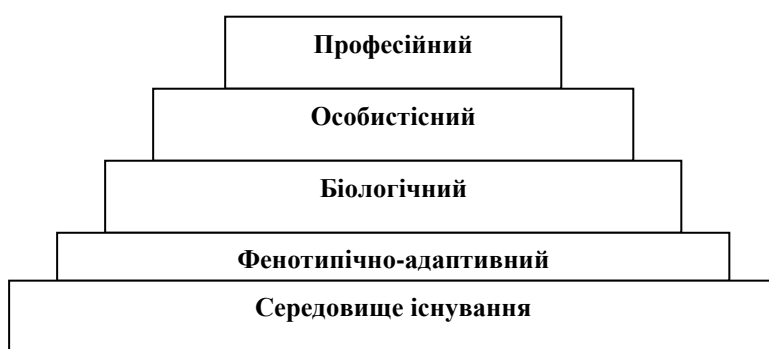 Професійний
Особистісний
Біологічний
Фенотипічно-адаптивний
Середовище існування